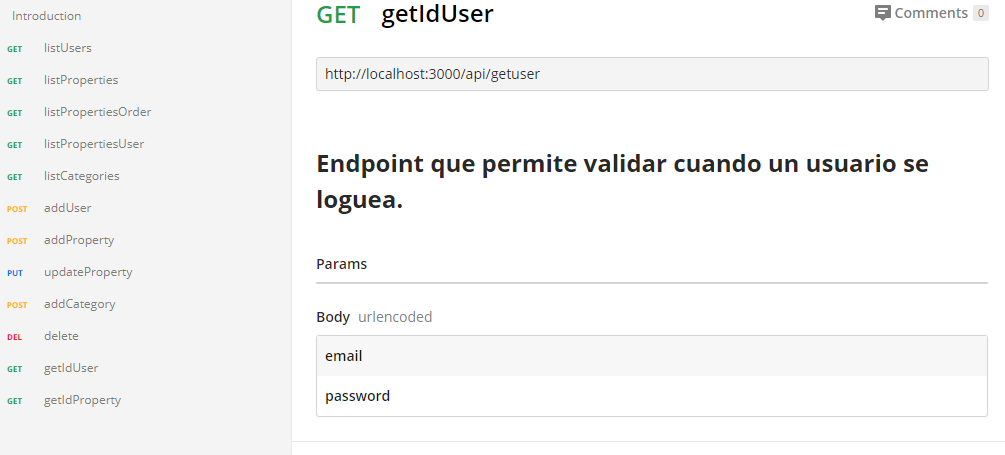 Introduction
GET listUsers
GET listProperties
GET listPropertiesOrder
GET listPropertiesUser
GET listCategories
POST addUser
POST addProperty
PUT updateProperty
POST addCategory
DEL delete
GET getIdUser
GET getIdProperty
GET getIdUser
Comments 0
http://localhost:3000/api/getuser
Endpoint que permite validar cuando un usuario se
loguea.
Params
Body urlencoded
email
password